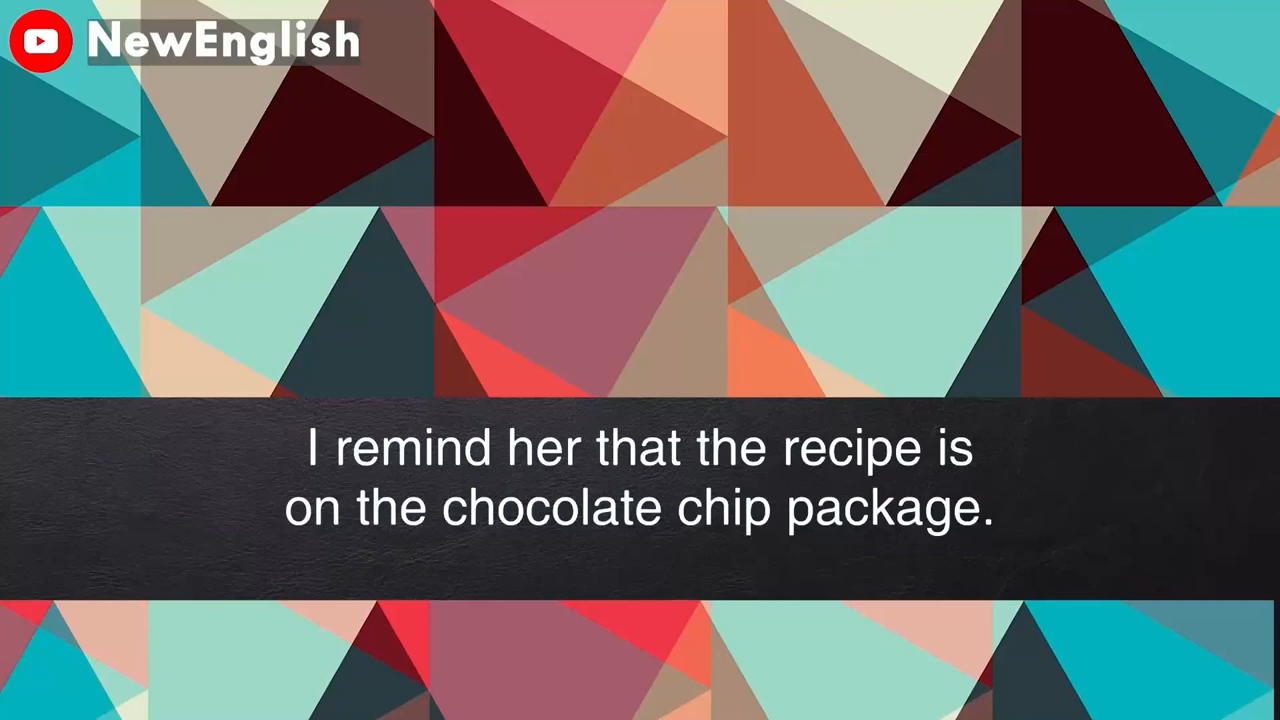 NewEnglish
I remind her that the recipe is
on the chocolate chip package.